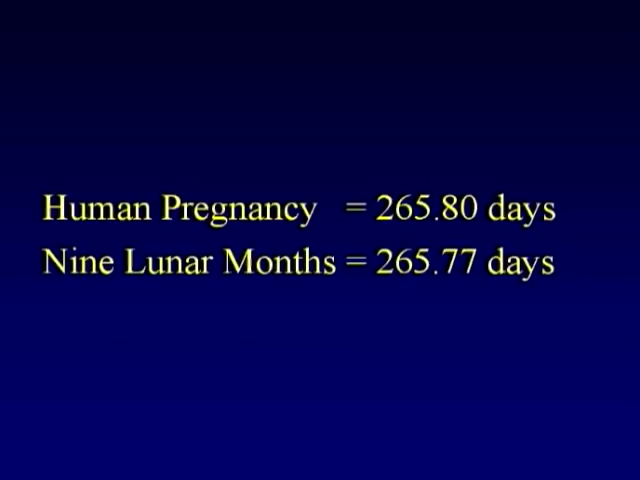 Human Pregnancy = 265.80 days
Nine Lunar Months = 265.77 days